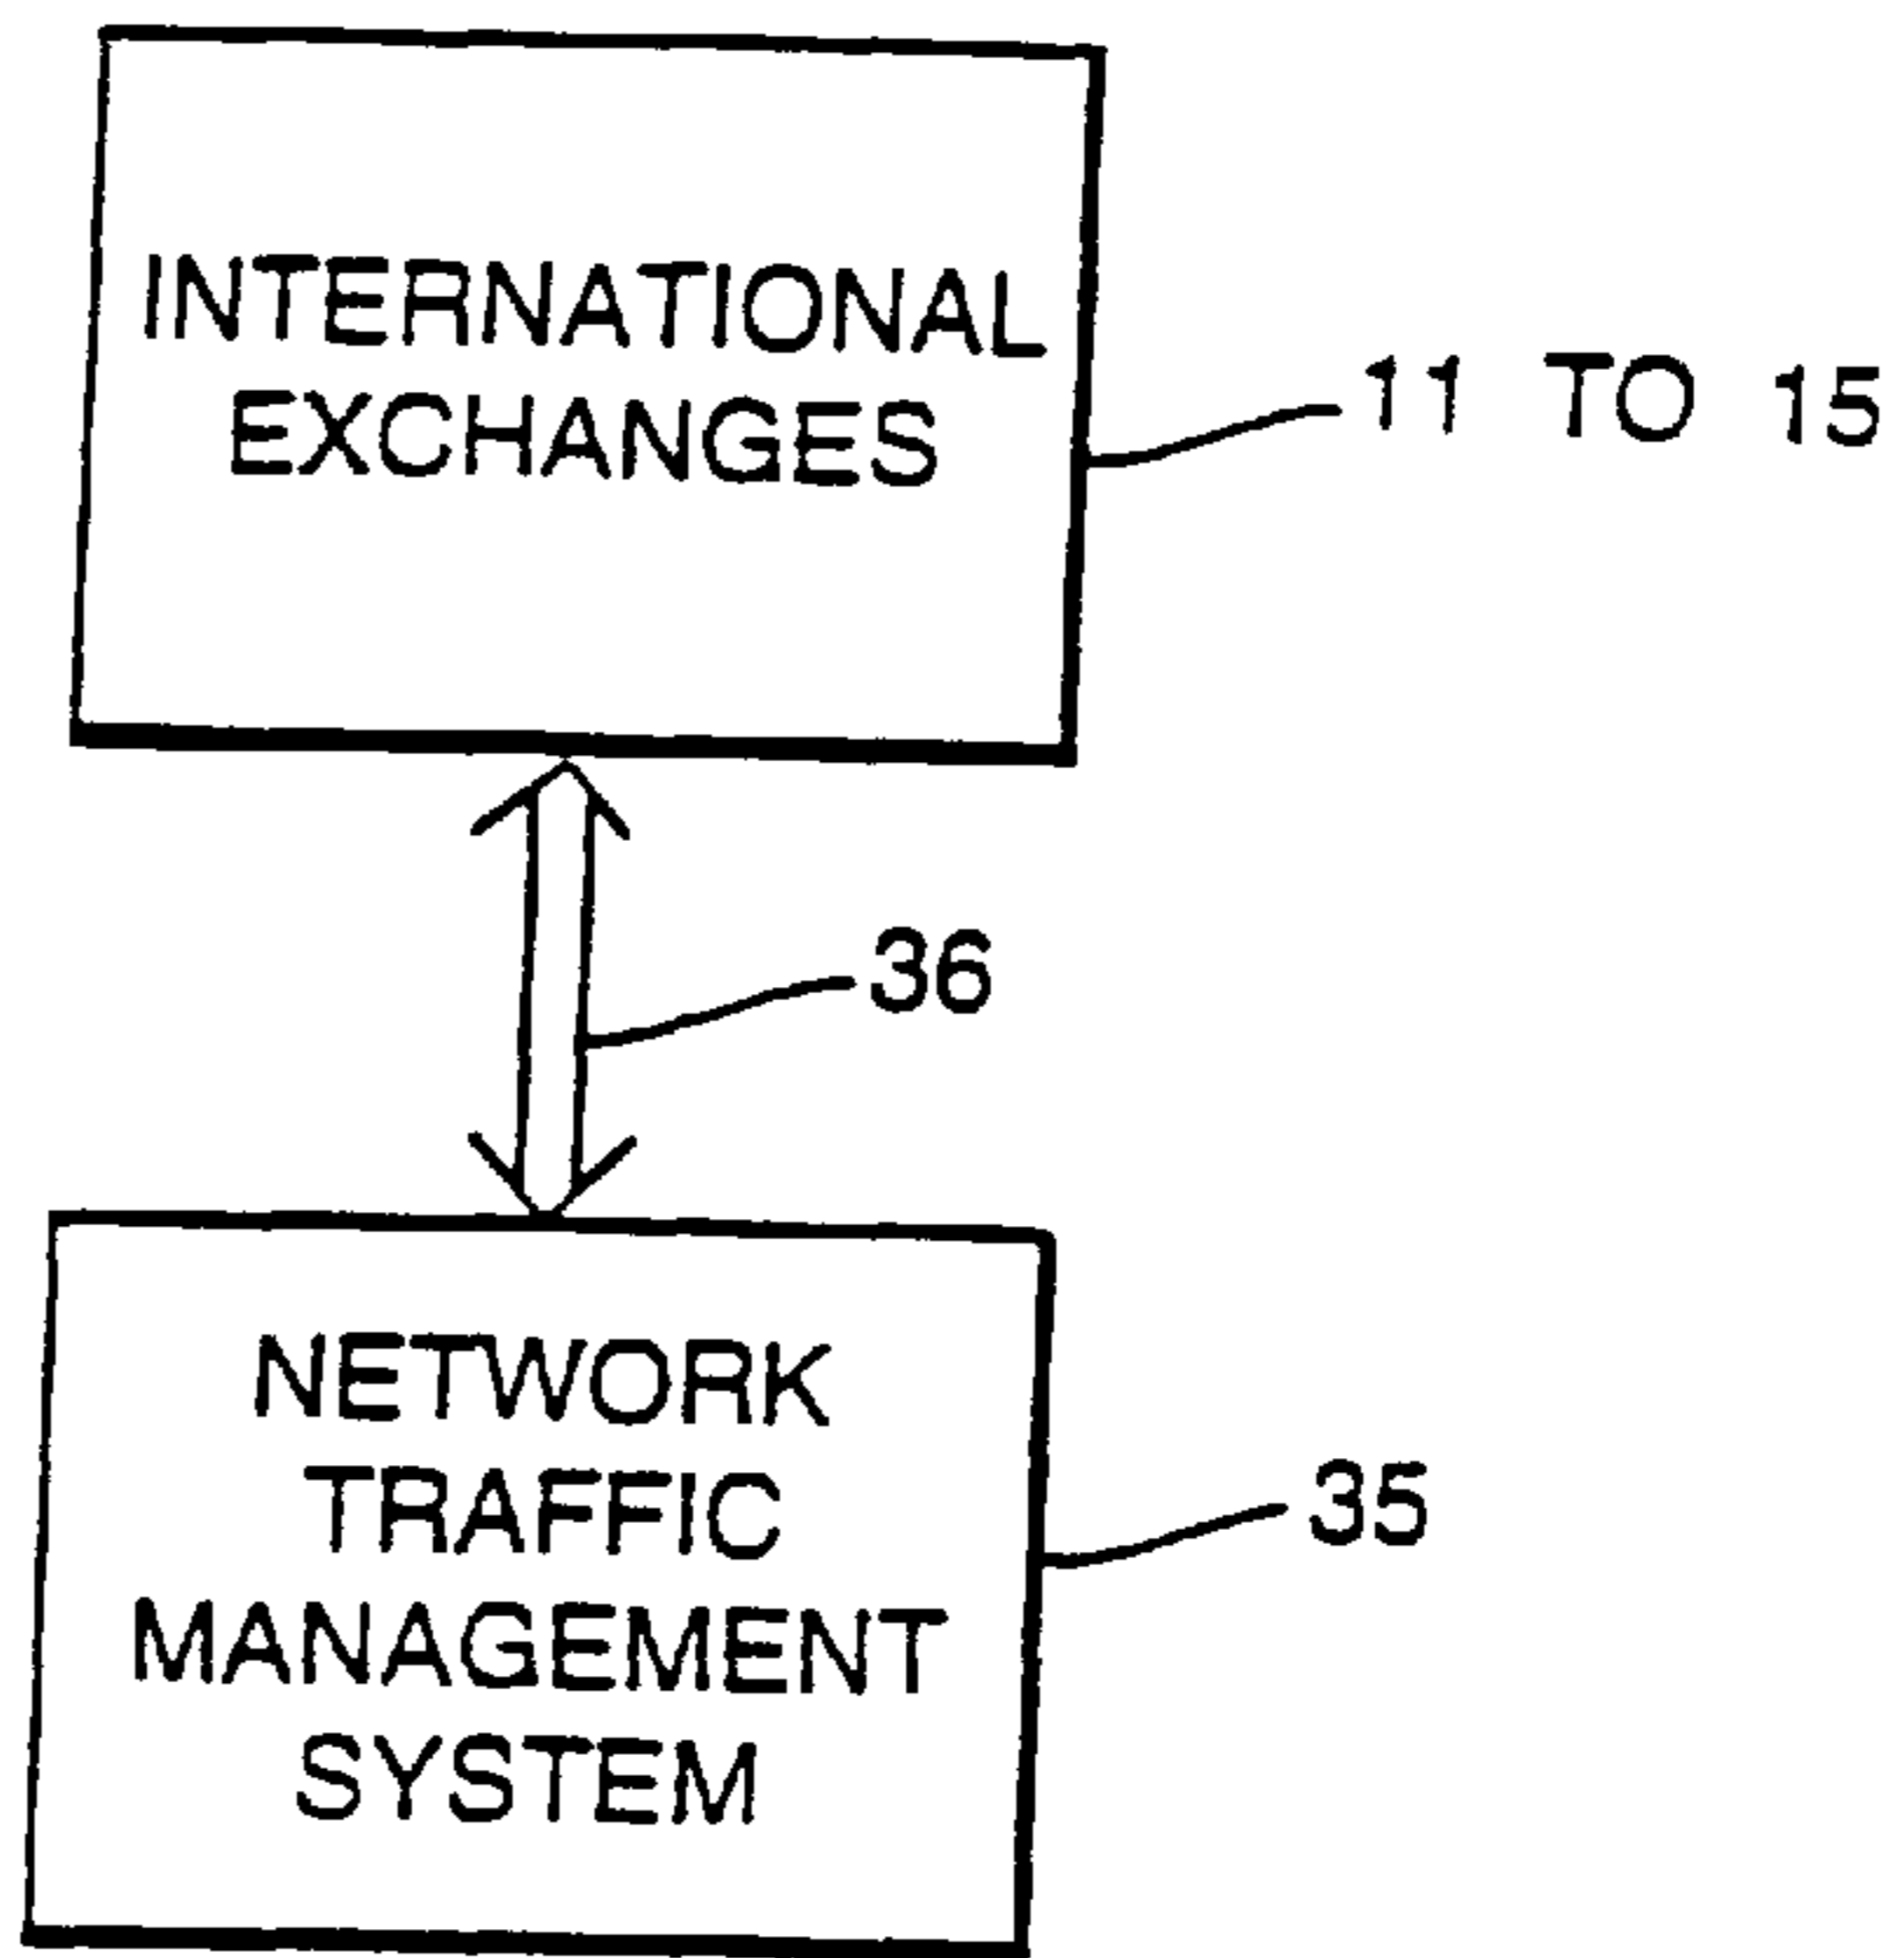 INTERNATIONAL
EXCHANGES
11 TO 15
36
NETWORK
TRAFFIC
MANAGEMENT
SYSTEM
35